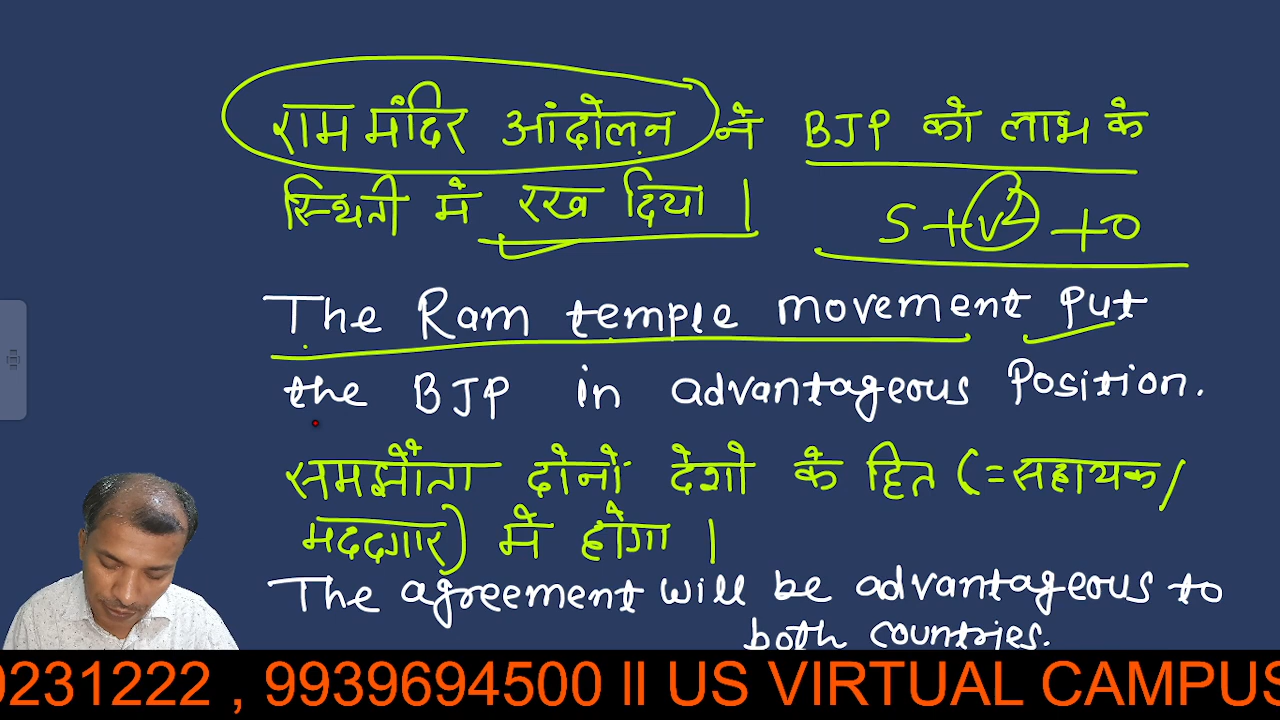 राम मंदिर आंदोलन ने BJP को लाभ के
स्थिती में रख दिया |
S + V² + O
The Ram temple movement put
the BJP in advantageous Position.
समझौता दोनों देशो के हित (=सहायक/
मददगार) में होगा |
The agreement will be advantageous to
both countries.
0231222 , 9939694500 II US VIRTUAL CAMPUS